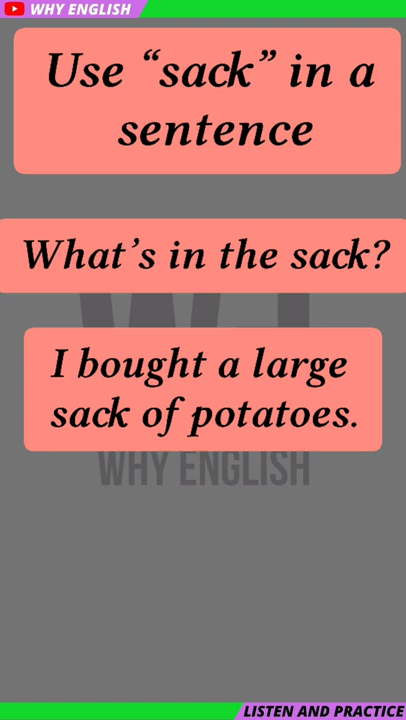 WHY ENGLISH
Use “sack” in a
sentence
What’s in the sack?
I bought a large
sack of potatoes.
WHY ENGLISH
LISTEN AND PRACTICE